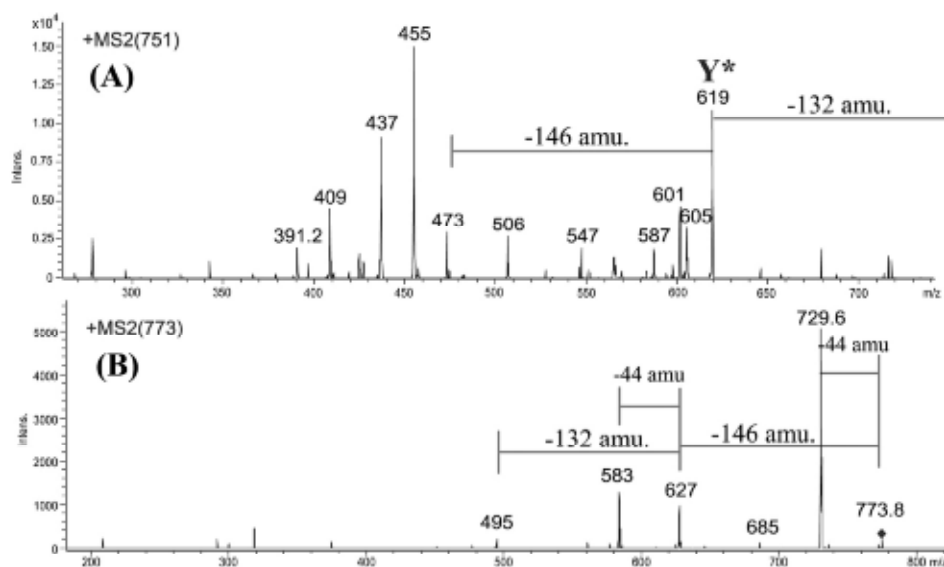 x10⁴
+MS2(751)
(A)
455
Y*
619
-132 amu.
437
-146 amu.
409
473
506
601
605
391.2
547
587
1.50
1.25
1.00
0.75
0.50
0.25
0.00
Intens.
300 350 400 450 500 550 600 650 700 m/z
+MS2(773)
(B)
729.6
-44 amu
-44 amu
-132 amu.
-146 amu.
583
627
495
685
773.8
5000
4000
3000
2000
1000
0
Intens.
200 300 400 500 600 700 800 m/z